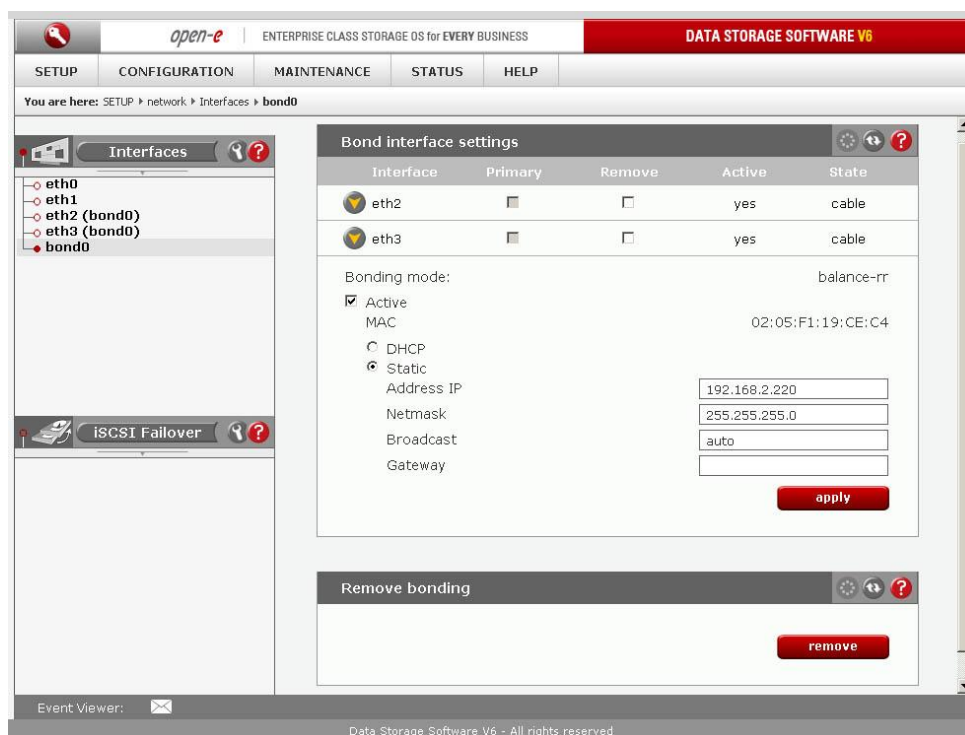 open-e ENTERPRISE CLASS STORAGE OS for EVERY BUSINESS DATA STORAGE SOFTWARE V6
SETUP CONFIGURATION MAINTENANCE STATUS HELP
You are here: SETUP network Interfaces bond0
Interfaces ?
eth0
eth1
eth2 (bond0)
eth3 (bond0)
bond0
iSCSI Failover ?
Bond interface settings ?
Interface Primary Remove Active State
eth2 yes cable
eth3 yes cable
Bonding mode: balance-rr
Active
MAC 02:05:F1:19:CE:C4
DHCP
Static
Address IP 192.168.2.220
Netmask 255.255.255.0
Broadcast auto
Gateway
apply
Remove bonding ?
remove
Event Viewer:
Data Storage Software V6 - All rights reserved